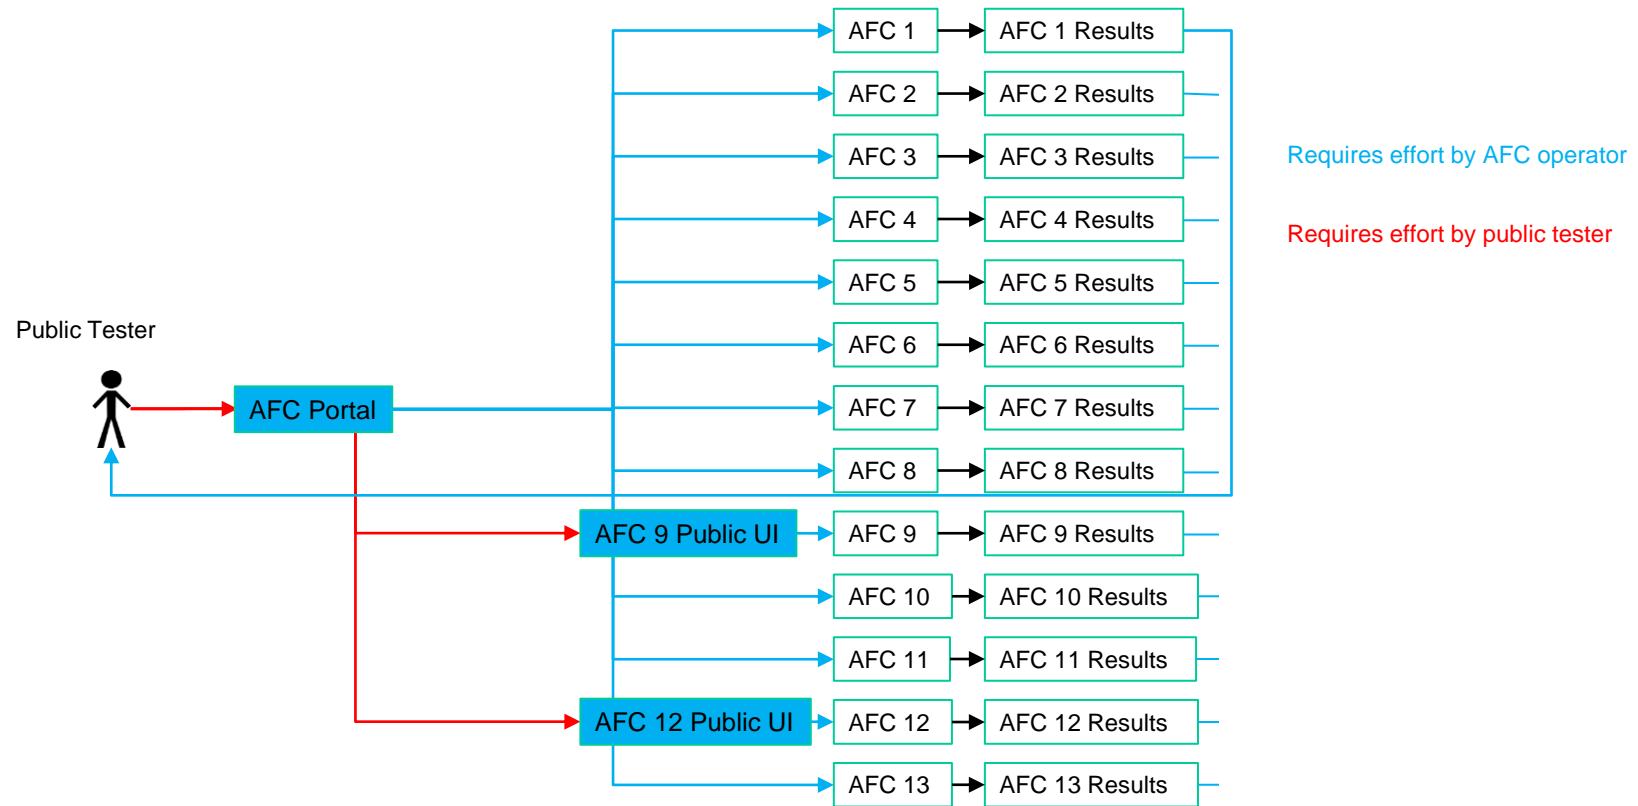 AFC 1
AFC 1 Results
AFC 2
AFC 2 Results
AFC 3
AFC 3 Results
Requires effort by AFC operator
AFC 4
AFC 4 Results
Requires effort by public tester
AFC 5
AFC 5 Results
Public Tester
AFC 6
AFC 6 Results
AFC Portal
AFC 7
AFC 7 Results
AFC 8
AFC 8 Results
AFC 9 Public UI
AFC 9
AFC 9 Results
AFC 10
AFC 10 Results
AFC 11
AFC 11 Results
AFC 12 Public UI
AFC 12
AFC 12 Results
AFC 13
AFC 13 Results